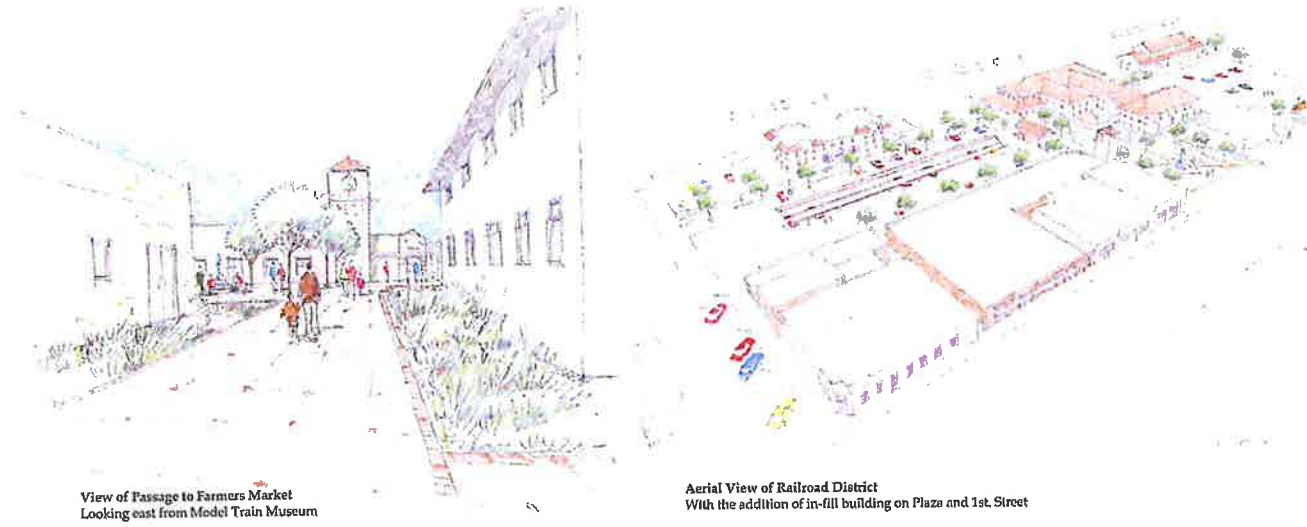 View of Passage to Farmers Market
Looking east from Model Train Museum
Aerial View of Railroad District
With the addition of in-fill building on Plaza and 1st. Street